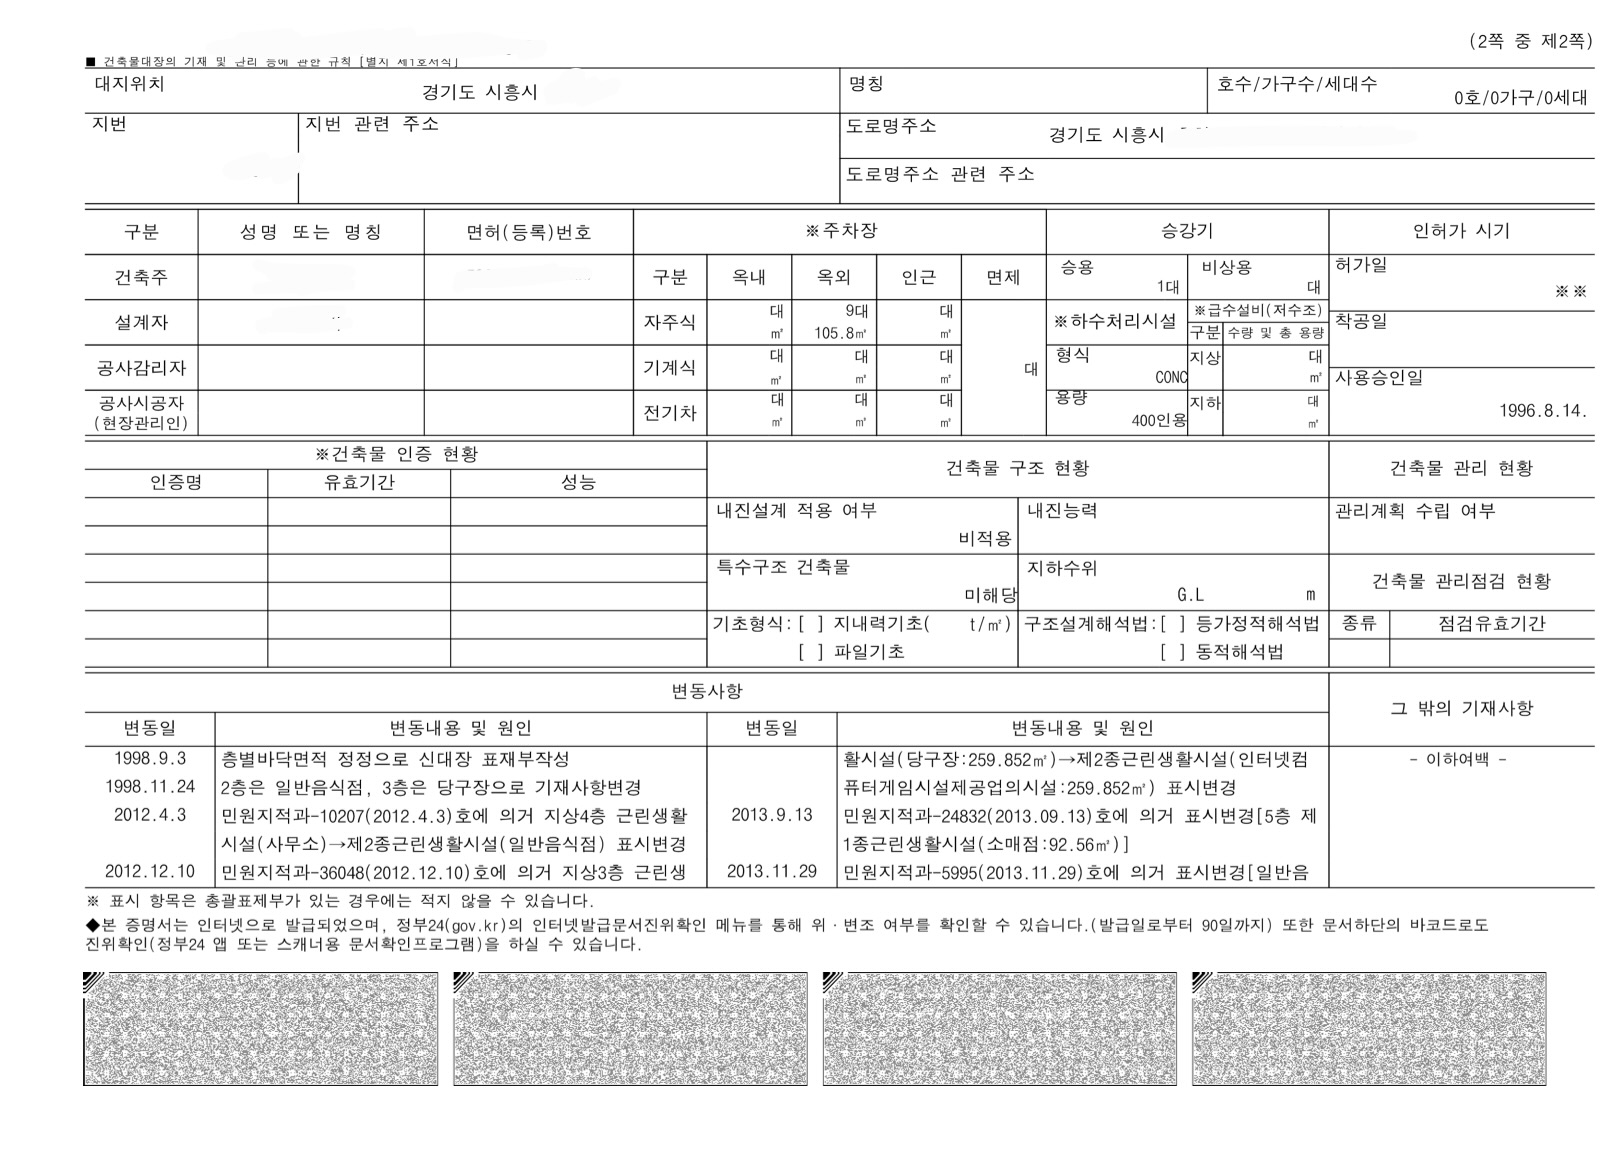 (2쪽 중 제2쪽)
■ 건축물대장의 기재 및 관리 등에 관한 규칙 [별지 제1호서식]
대지위치 경기도 시흥시 명칭 호수/가구수/세대수 0호/0가구/0세대
지번 지번 관련 주소 도로명주소 경기도 시흥시
도로명주소 관련 주소
구분 성명 또는 명칭 면허(등록)번호 ※주차장 승강기 인허가 시기
건축주 구분 옥내 옥외 인근 면제 승용 1대 비상용 대 허가일 ※※
설계자 자주식 대 ㎡ 9대 105.8㎡ 대 ㎡ 대 ※하수처리시설 ※급수설비(저수조) 착공일
구분 수량 및 총 용량
공사감리자 기계식 대 ㎡ 대 ㎡ 대 ㎡ 형식 CONC 지상 대 ㎡ 사용승인일 1996.8.14.
공사시공자 (현장관리인) 전기차 대 ㎡ 대 ㎡ 대 ㎡ 용량 400인용 지하 대 ㎡
※건축물 인증 현황 건축물 구조 현황 건축물 관리 현황
인증명 유효기간 성능
내진설계 적용 여부 비적용 내진능력 관리계획 수립 여부
특수구조 건축물 미해당 지하수위 G.L m 건축물 관리점검 현황
기초형식:[ ] 지내력기초( t/㎡) 구조설계해석법:[ ] 등가정적해석법 종류 점검유효기간
[ ] 파일기초 [ ] 동적해석법
변동사항 그 밖의 기재사항
변동일 변동내용 및 원인 변동일 변동내용 및 원인
1998.9.3 층별바닥면적 정정으로 신대장 표재부작성 활시설(당구장:259.852㎡)→제2종근린생활시설(인터넷컴 - 이하여백 -
1998.11.24 2층은 일반음식점, 3층은 당구장으로 기재사항변경 퓨터게임시설제공업의시설:259.852㎡) 표시변경
2012.4.3 민원지적과-10207(2012.4.3)호에 의거 지상4층 근린생활 2013.9.13 민원지적과-24832(2013.09.13)호에 의거 표시변경[5층 제
시설(사무소)→제2종근린생활시설(일반음식점) 표시변경 1종근린생활시설(소매점:92.56㎡)]
2012.12.10 민원지적과-36048(2012.12.10)호에 의거 지상3층 근린생 2013.11.29 민원지적과-5995(2013.11.29)호에 의거 표시변경[일반음
※ 표시 항목은 총괄표제부가 있는 경우에는 적지 않을 수 있습니다.
◆본 증명서는 인터넷으로 발급되었으며, 정부24(gov.kr)의 인터넷발급문서진위확인 메뉴를 통해 위ㆍ변조 여부를 확인할 수 있습니다.(발급일로부터 90일까지) 또한 문서하단의 바코드로도
진위확인(정부24 앱 또는 스캐너용 문서확인프로그램)을 하실 수 있습니다.